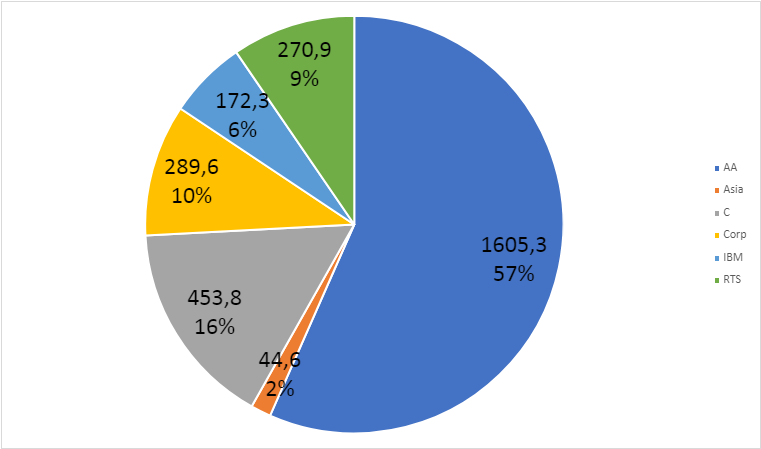 270,9
9%
172,3
6%
289,6
10%
1605,3
57%
453,8
16%
44,6
2%
AA
Asia
C
Corp
IBM
RTS